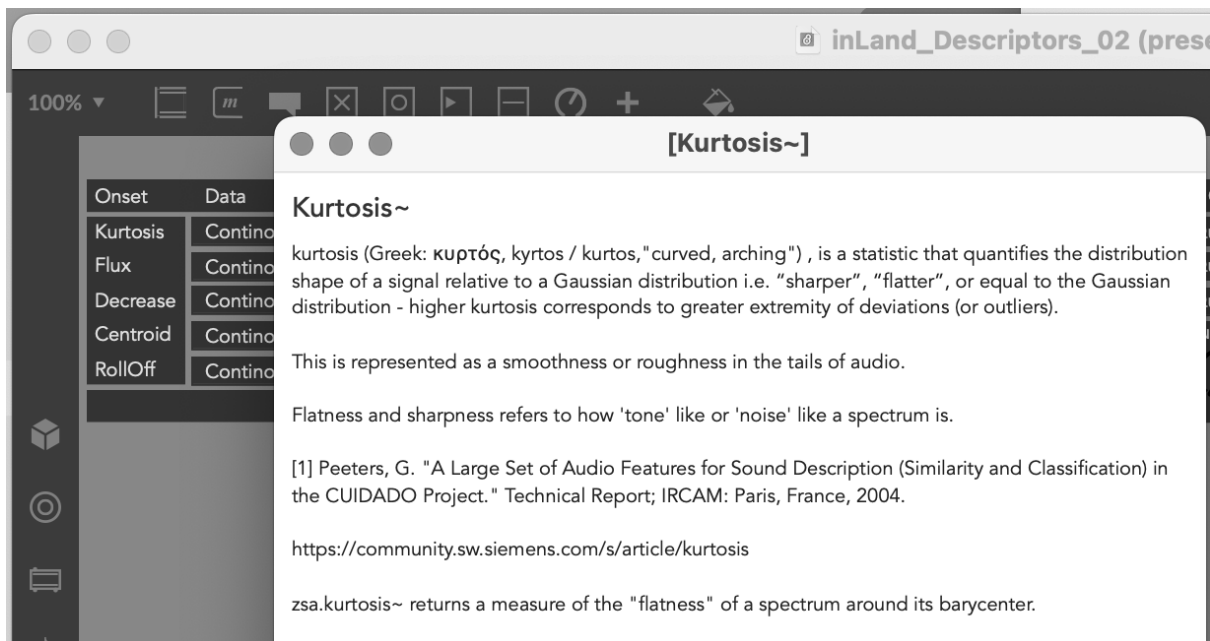 inLand_Descriptors_02 (prese
100%
m
[Kurtosis~]
Onset Data
Kurtosis Contino
Flux Contino
Decrease Contino
Centroid Contino
RollOff Contino
Kurtosis~
kurtosis (Greek: κυρτός, kyrtos / kurtos,"curved, arching") , is a statistic that quantifies the distribution
shape of a signal relative to a Gaussian distribution i.e. “sharper”, “flatter”, or equal to the Gaussian
distribution - higher kurtosis corresponds to greater extremity of deviations (or outliers).
This is represented as a smoothness or roughness in the tails of audio.
Flatness and sharpness refers to how 'tone' like or 'noise' like a spectrum is.
[1] Peeters, G. "A Large Set of Audio Features for Sound Description (Similarity and Classification) in
the CUIDADO Project." Technical Report; IRCAM: Paris, France, 2004.
https://community.sw.siemens.com/s/article/kurtosis
zsa.kurtosis~ returns a measure of the "flatness" of a spectrum around its barycenter.